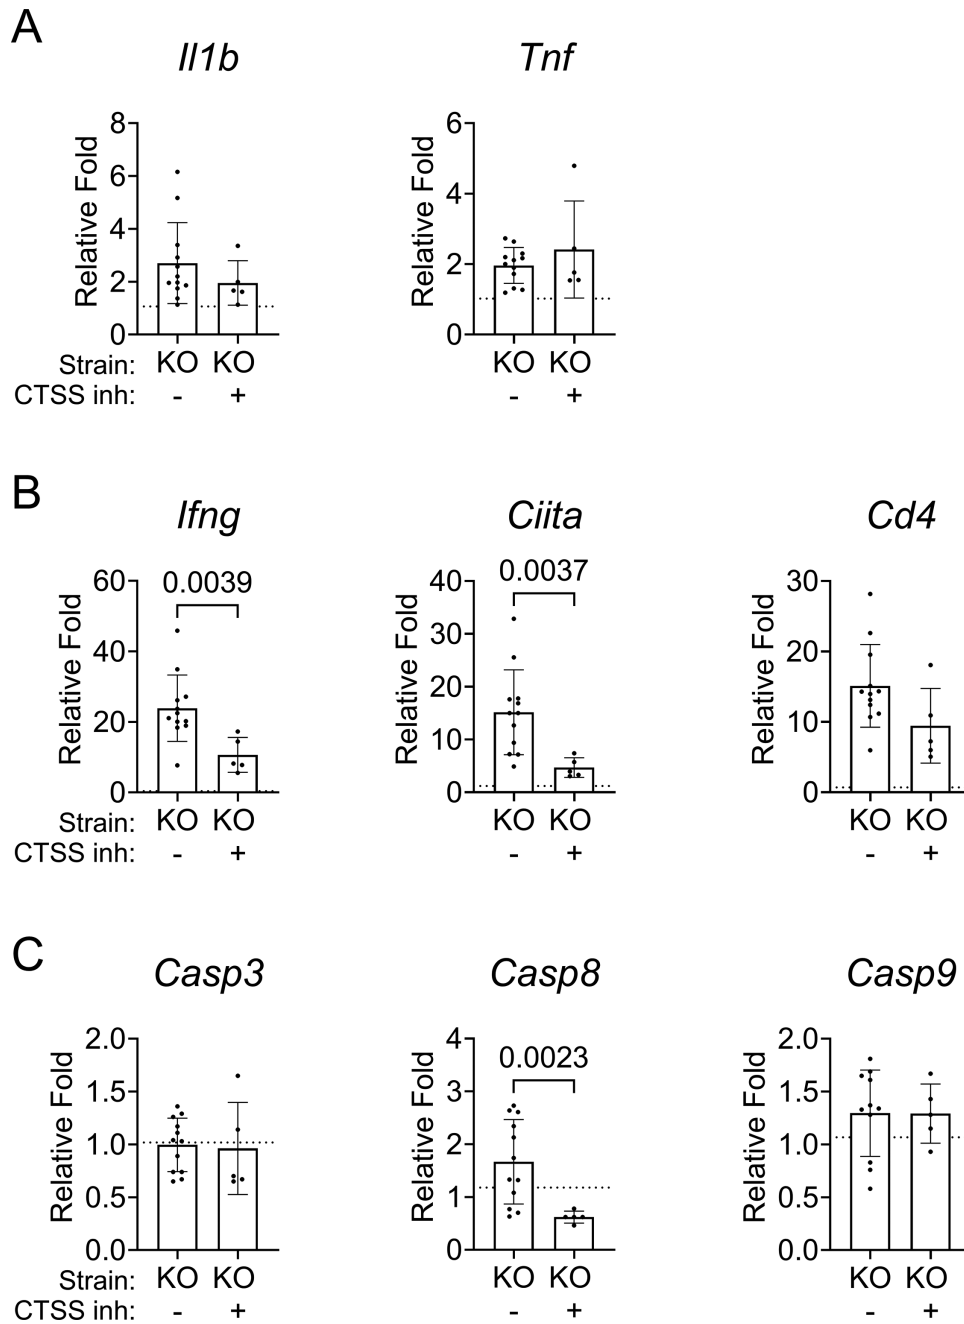 A
Il1b Tnf
8 6
6
4
4
2
2
0 0
Relative Fold Relative Fold
Strain: KO KO KO KO
CTSS inh: - + - +
B
Ifng Ciita Cd4
0.0039 0.0037
60 40 30
40 30 20
20 20 10
10
0 0 0
Relative Fold Relative Fold Relative Fold
Strain: KO KO KO KO KO KO
CTSS inh: - + - + - +
C
Casp3 Casp8 Casp9
0.0023
2.0 4 2.0
1.5 3 1.5
1.0 2 1.0
0.5 1 0.5
0.0 0 0.0
Relative Fold Relative Fold Relative Fold
Strain: KO KO KO KO KO KO
CTSS inh: - + - + - +